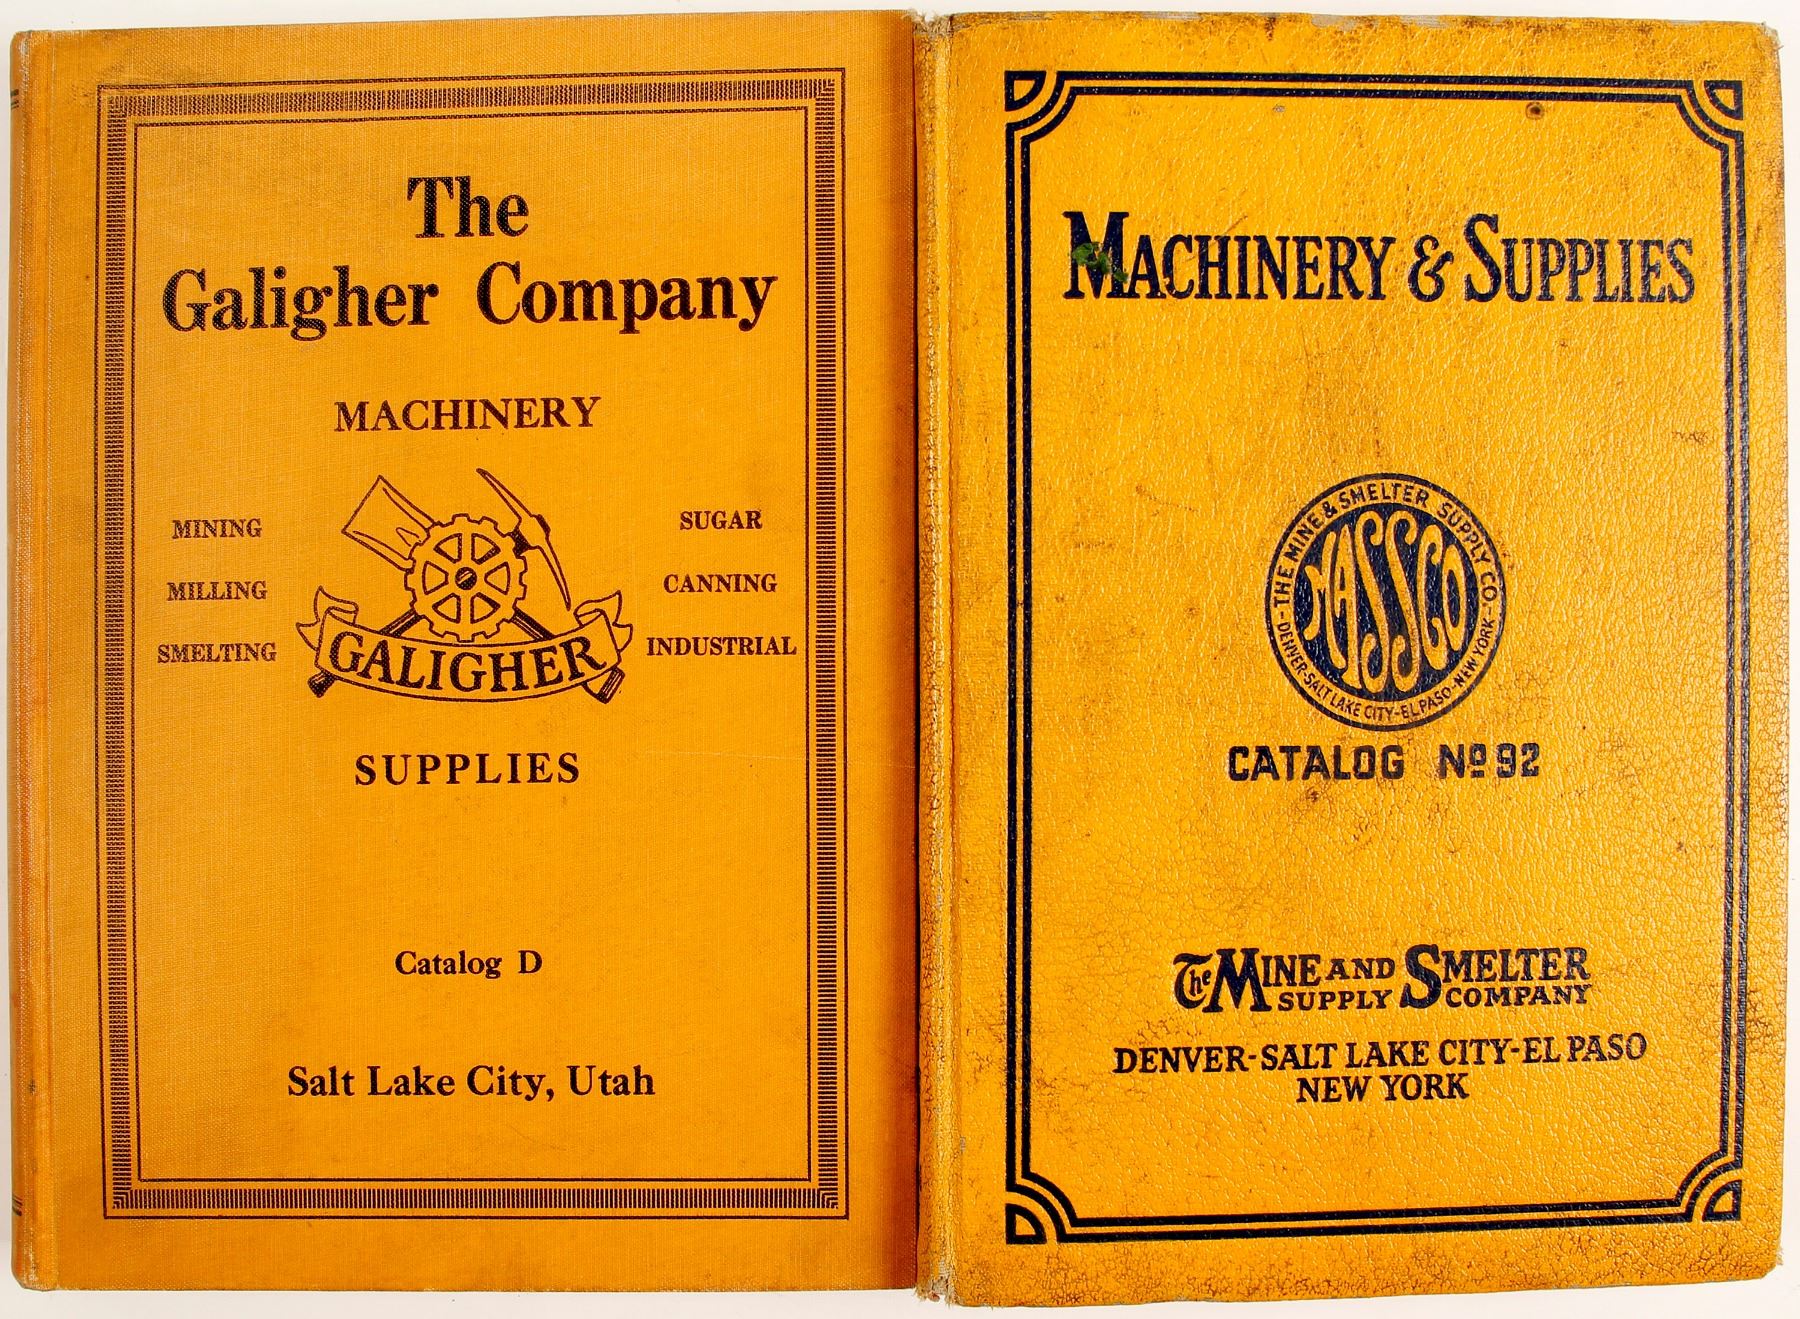 The
Galigher Company
MACHINERY
MINING
MILLING
SMELTING
SUGAR
CANNING
INDUSTRIAL
GALIGHER
SUPPLIES
Catalog D
Salt Lake City, Utah
MACHINERY & SUPPLIES
THE MINE & SMELTER SUPPLY CO.
MASSCO
DENVER-SALT LAKE CITY-EL PASO-NEW YORK
CATALOG Nº 92
The MINE AND SMELTER
SUPPLY COMPANY
DENVER-SALT LAKE CITY-EL PASO
NEW YORK